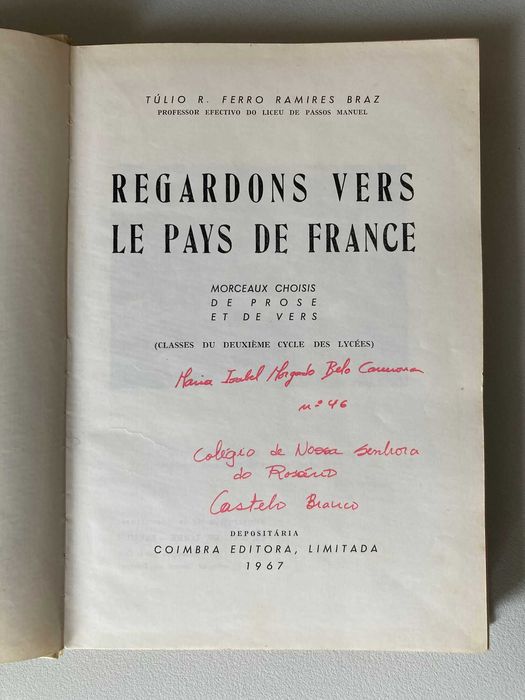 TÚLIO R. FERRO RAMIRES BRAZ
PROFESSOR EFECTIVO DO LICEU DE PASSOS MANUEL
REGARDONS VERS
LE PAYS DE FRANCE
MORCEAUX CHOISIS
DE PROSE
ET DE VERS
(CLASSES DU DEUXIÈME CYCLE DES LYCÉES)
Maria Isabel Morgado Belo Camrona
nº 46
Colégio de Nossa Senhora
do Rosário
Castelo Branco
DEPOSITÁRIA
COIMBRA EDITORA, LIMITADA
1967